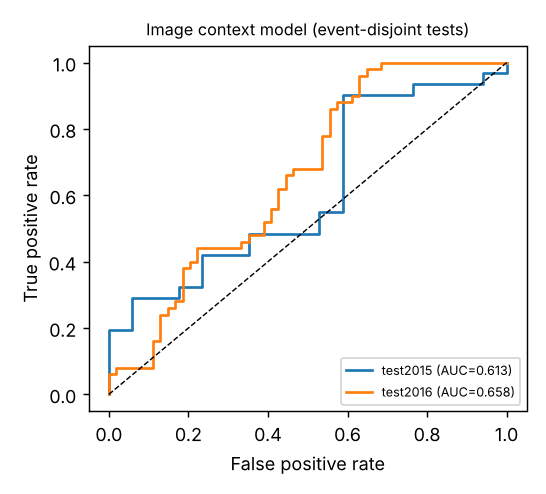 Image context model (event-disjoint tests)
1.0
0.8
0.6
0.4
0.2
0.0
True positive rate
0.0 0.2 0.4 0.6 0.8 1.0
False positive rate
test2015 (AUC=0.613)
test2016 (AUC=0.658)